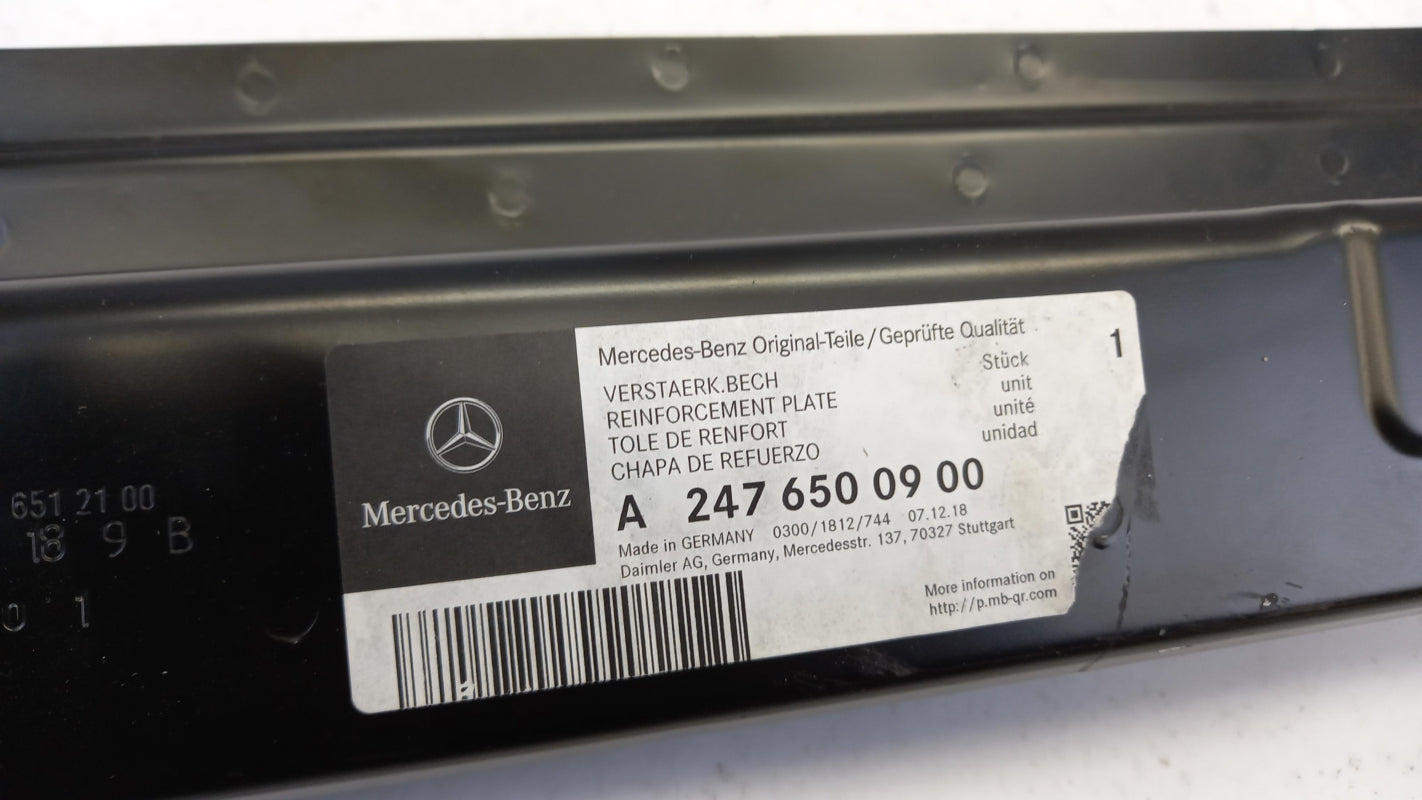 Mercedes-Benz Original-Teile/Geprüfte Qualität
1
VERSTAERK.BECH
REINFORCEMENT PLATE
TOLE DE RENFORT
CHAPA DE REFUERZO
Stück
unit
unité
unidad
A 247 650 09 00
Made in GERMANY 0300/1812/744 07.12.18
Daimler AG, Germany, Mercedesstr. 137, 70327 Stuttgart
More information on
http://p.mb-qr.com
Mercedes-Benz
651 21 00
18 9 B
0 1